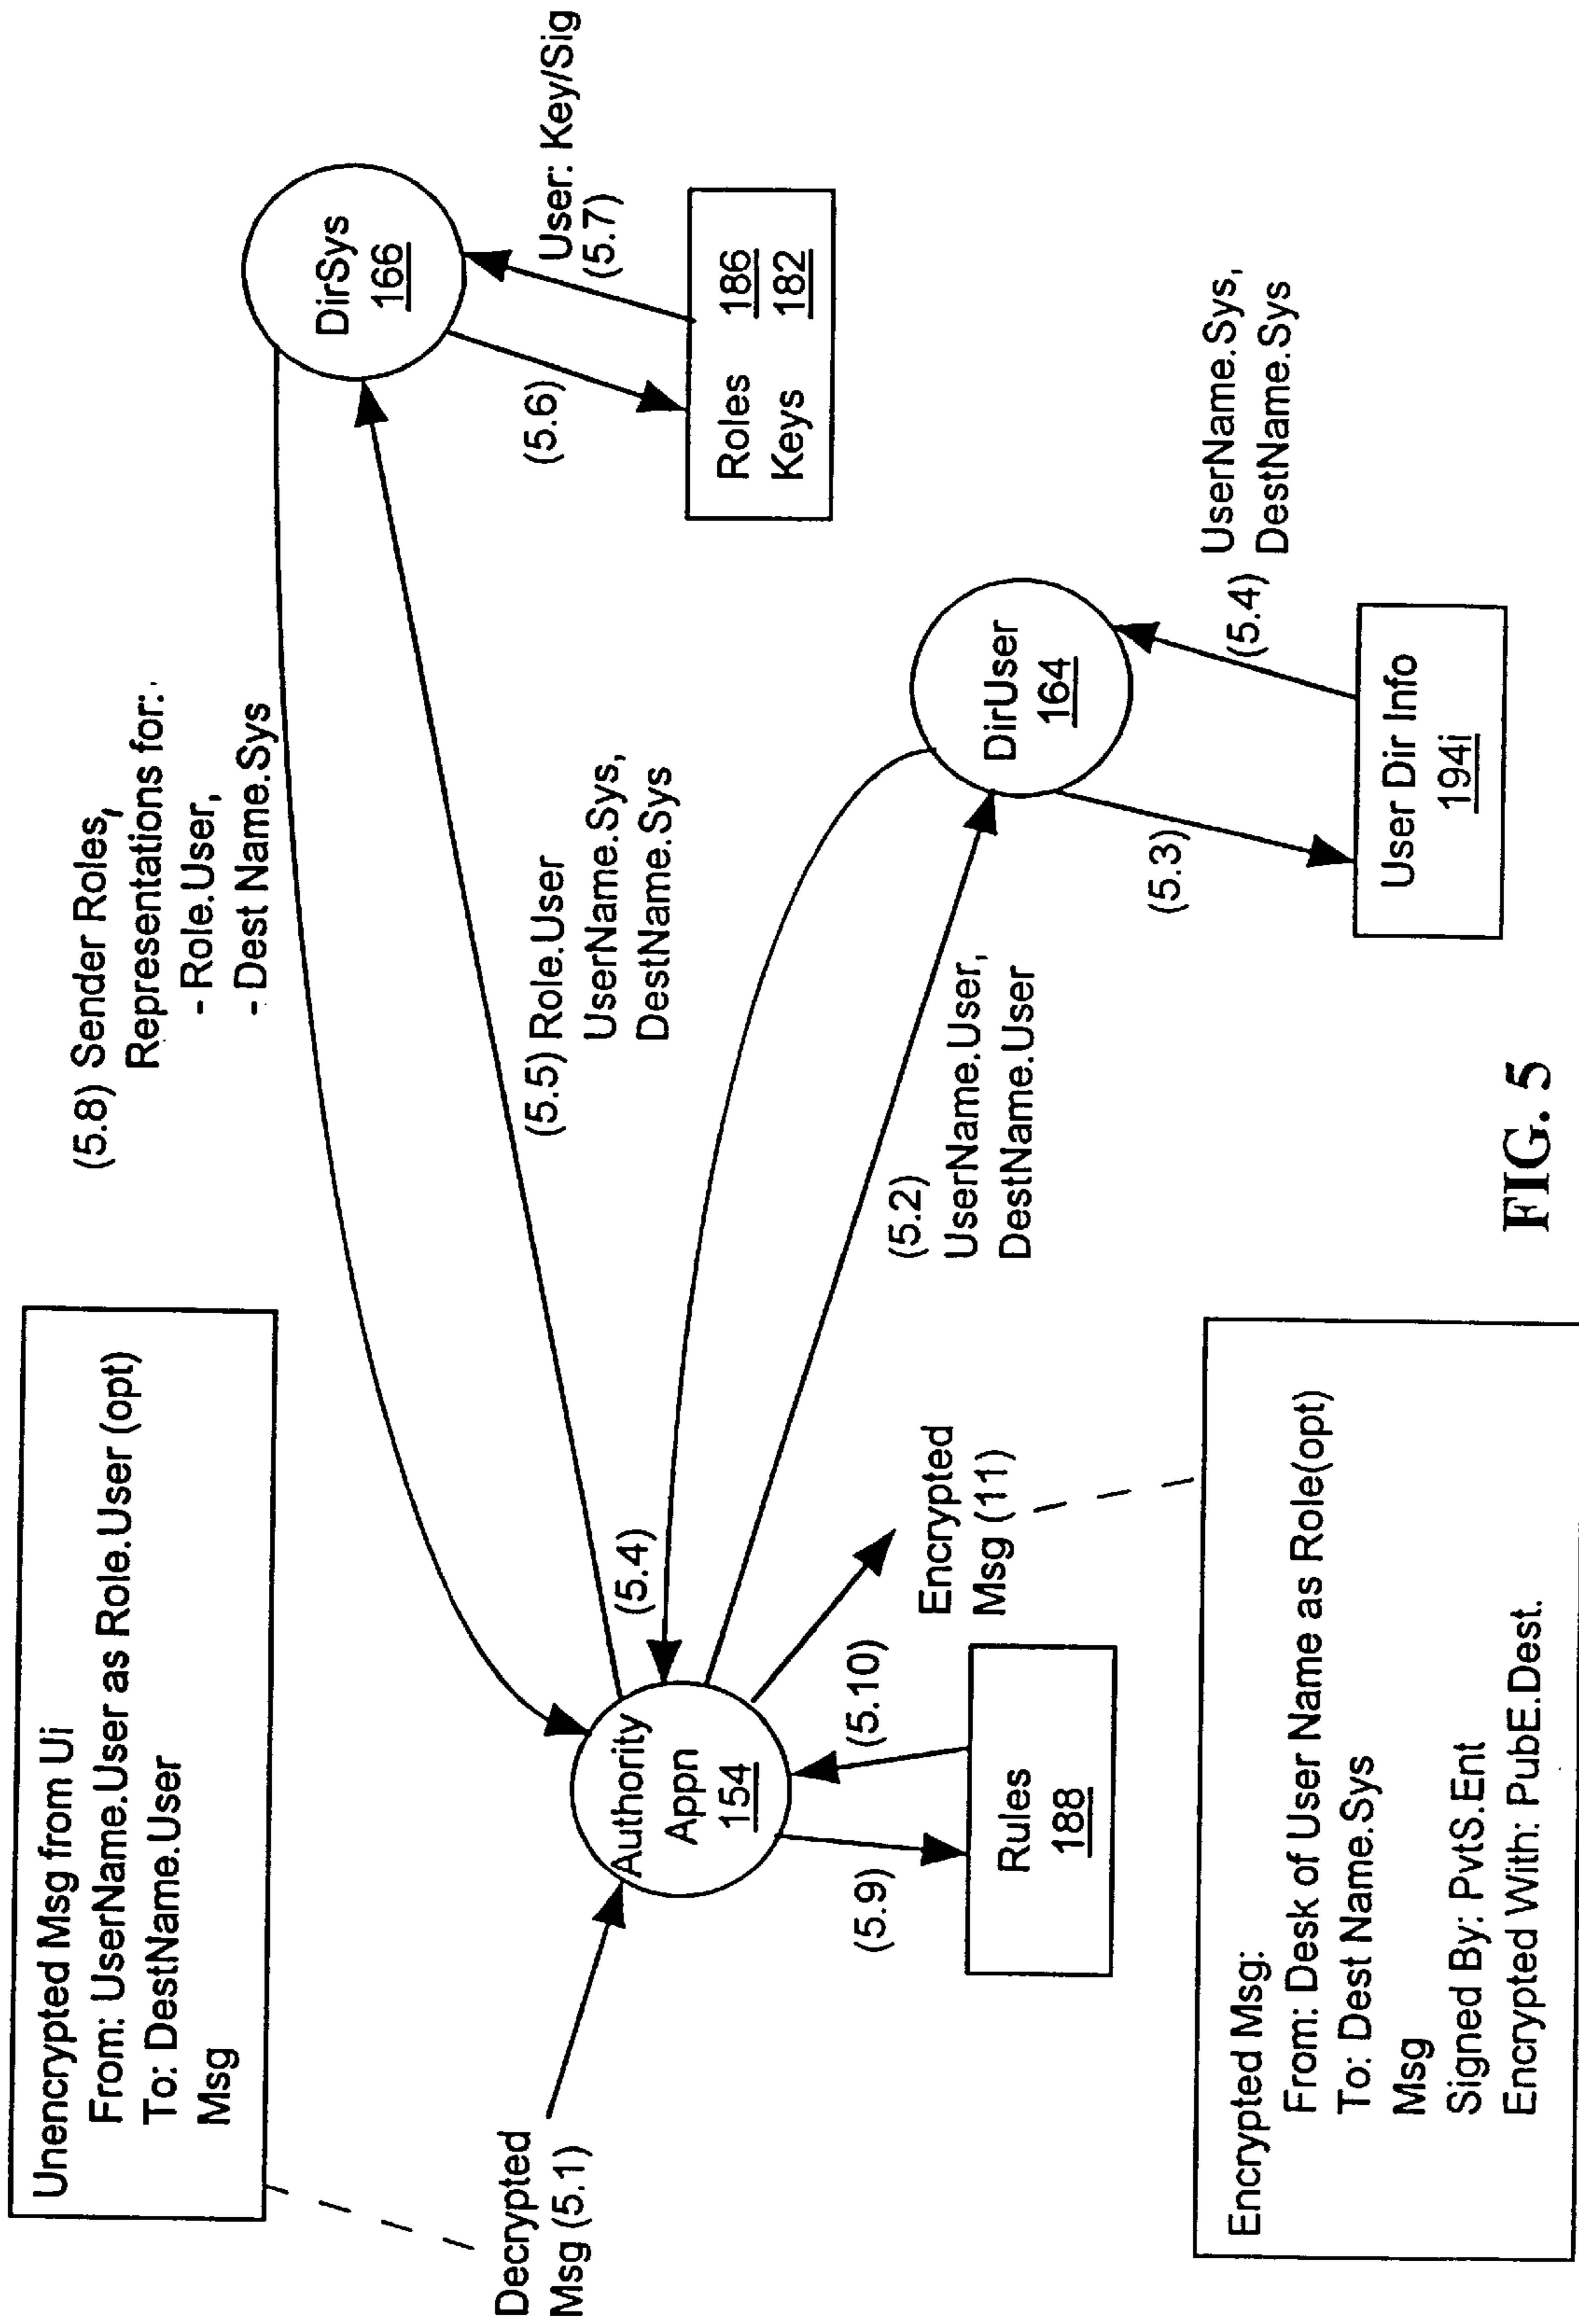 Unencrypted Msg from Ui
From: UserName.User as Role.User (opt)
To: DestName.User
Msg
(5.8) Sender Roles,
Representations for:
- Role.User,
- Dest Name.Sys
DirSys
166
User: Key/Sig
(5.7)
(5.6)
Roles 186
Keys 182
(5.5) Role.User
UserName.Sys,
DestName.Sys
Decrypted
Msg (5.1)
Authority
Appn
154
(5.4)
(5.2)
UserName.User,
DestName.User
DirUser
164
(5.3)
(5.4) UserName.Sys,
DestName.Sys
User Dir Info
194i
(5.9)
(5.10)
Rules
188
Encrypted
Msg (11)
Encrypted Msg:
From: Desk of User Name as Role(opt)
To: Dest Name.Sys
Msg
Signed By: PvtS.Ent
Encrypted With: PubE.Dest.
FIG. 5